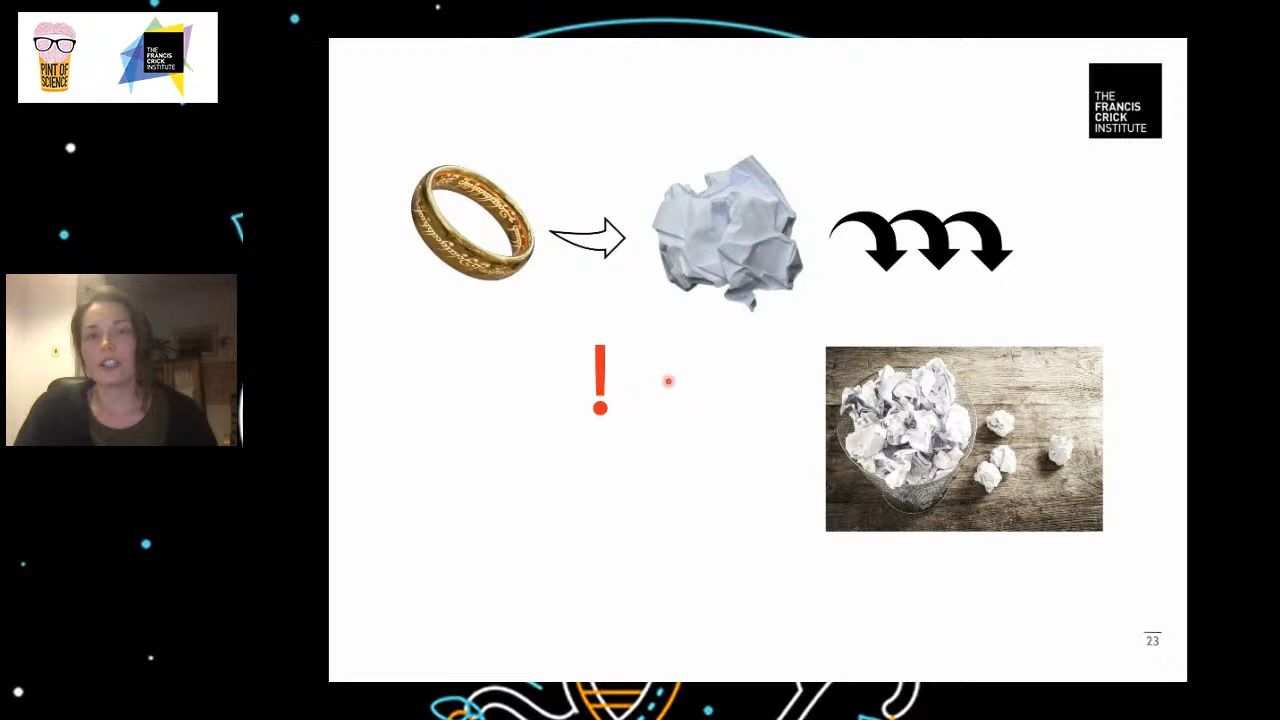 PINT OF
SCIENCE
THE
FRANCIS
CRICK
INSTITUTE
THE
FRANCIS
CRICK
INSTITUTE
!
23